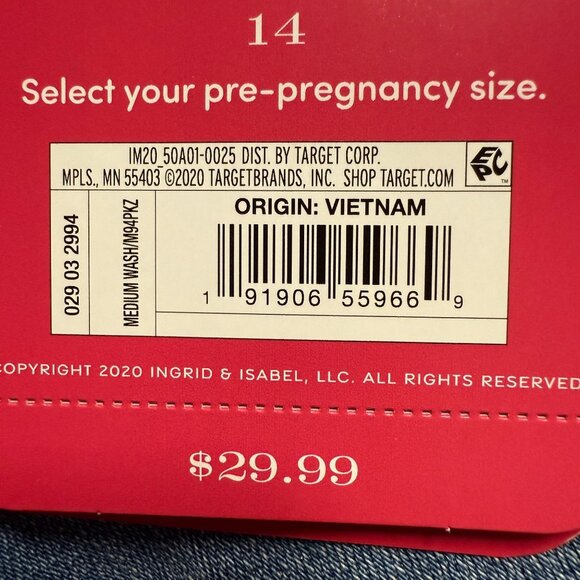 14
Select your pre-pregnancy size.
IM20_50A01-0025 DIST. BY TARGET CORP.
MPLS., MN 55403 ©2020 TARGETBRANDS, INC. SHOP TARGET.COM
EPC™
029 03 2994
MEDIUM WASH/M94PKZ
ORIGIN: VIETNAM
1 91906 55966 9
COPYRIGHT 2020 INGRID & ISABEL, LLC. ALL RIGHTS RESERVED
$29.99